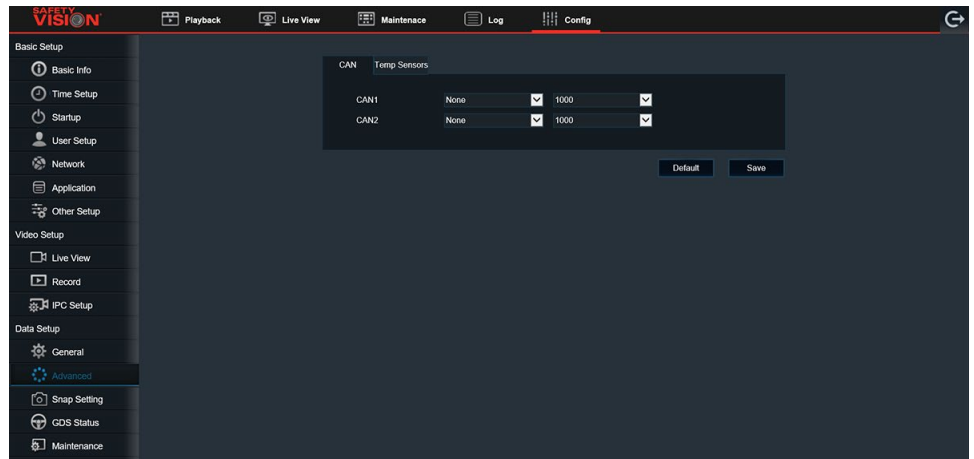 SAFETY
VISION
Playback
Live View
Maintenace
Log
Config
Basic Setup
Basic Info
Time Setup
Startup
User Setup
Network
Application
Other Setup
Video Setup
Live View
Record
IPC Setup
Data Setup
General
Advanced
Snap Setting
GDS Status
Maintenance
CAN Temp Sensors
CAN1 None 1000
CAN2 None 1000
Default Save